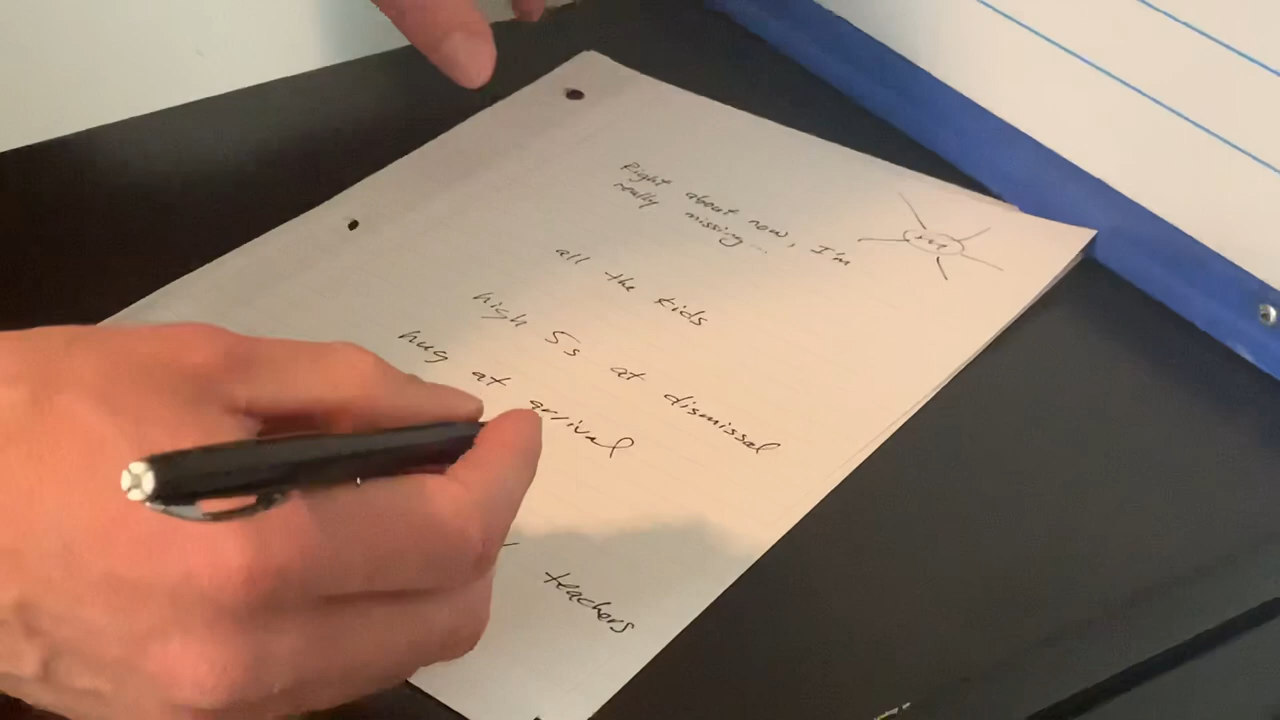 Right about now, I'm
really missing...
all the kids
high 5s at dismissal
hug at arrival
teachers